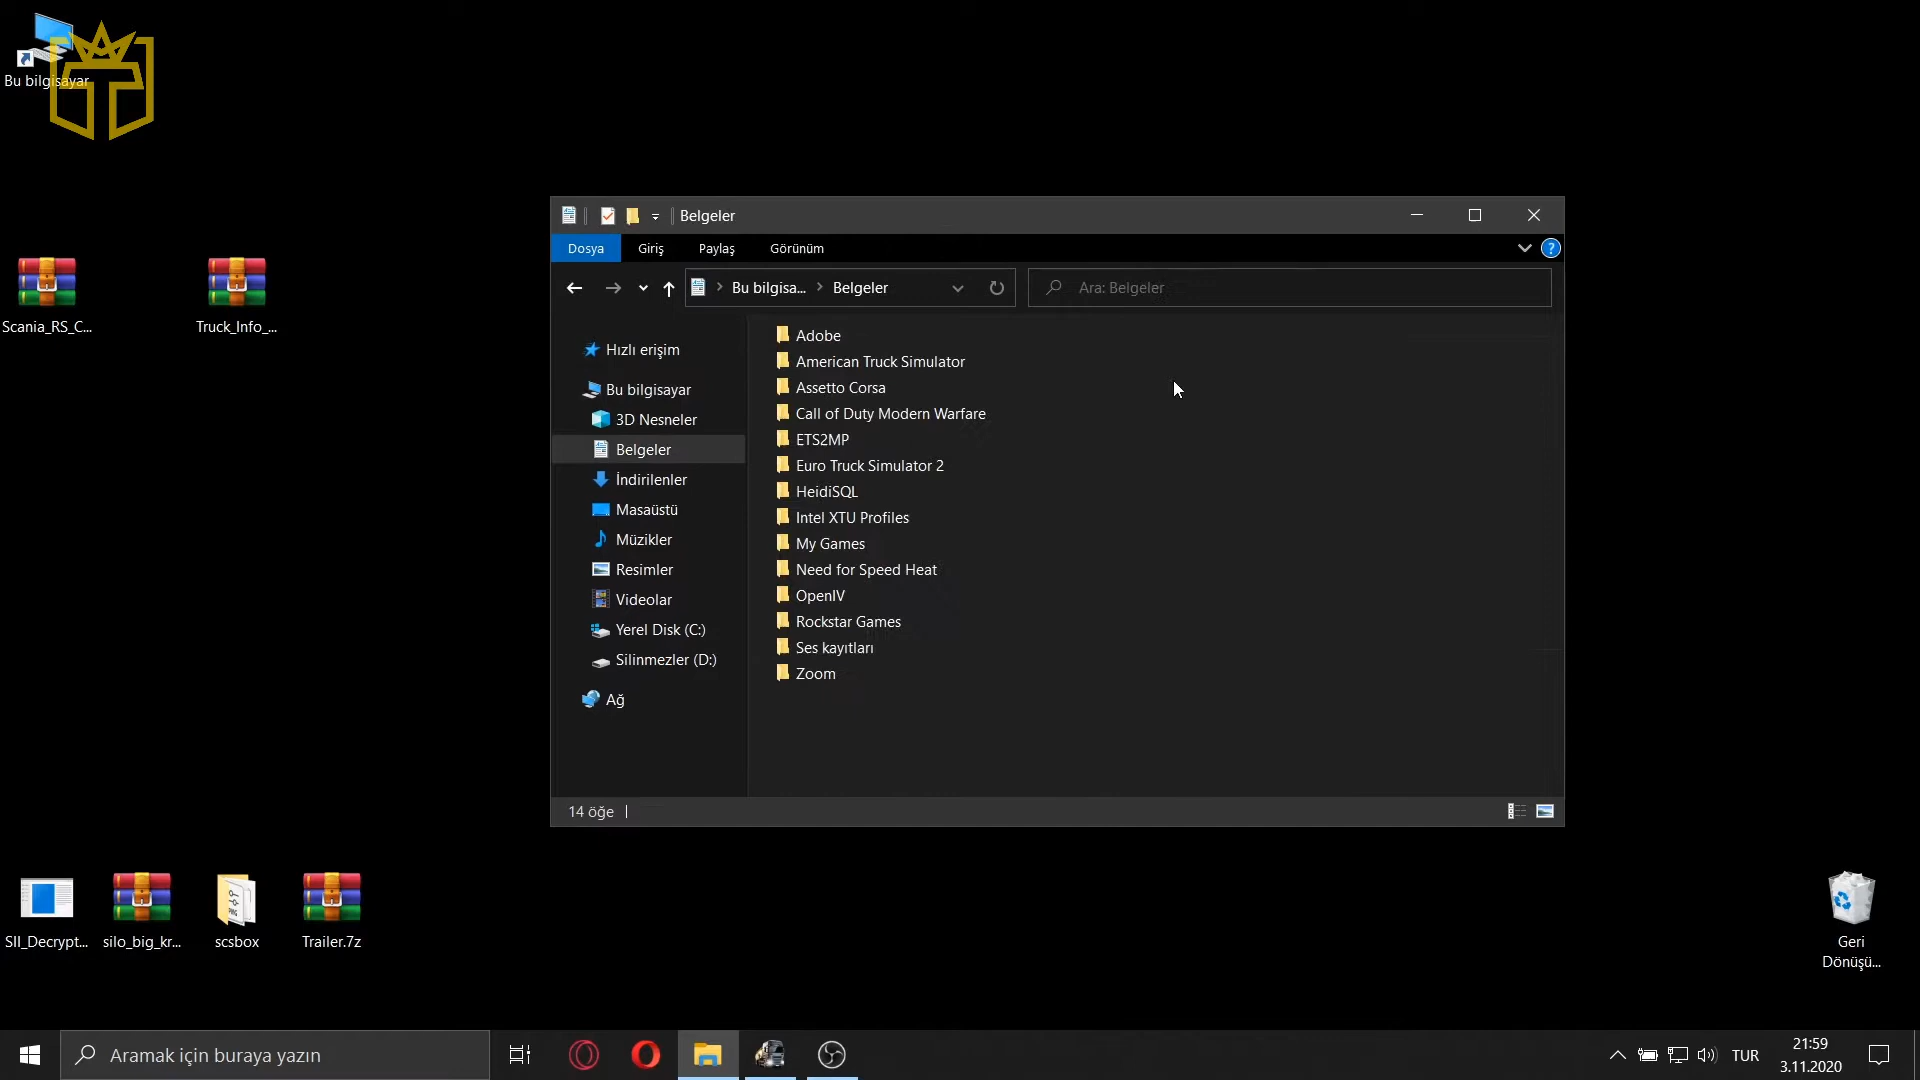 Bu bilgisayar
Scania_RS_C...
Truck_Info_...
Belgeler
Dosya
Giriş
Paylaş
Görünüm
?
Bu bilgisa...
Belgeler
Ara: Belgeler
Hızlı erişim
Bu bilgisayar
3D Nesneler
Belgeler
İndirilenler
Masaüstü
Müzikler
Resimler
Videolar
Yerel Disk (C:)
Silinmezler (D:)
Ağ
Adobe
American Truck Simulator
Assetto Corsa
Call of Duty Modern Warfare
ETS2MP
Euro Truck Simulator 2
HeidiSQL
Intel XTU Profiles
My Games
Need for Speed Heat
OpenIV
Rockstar Games
Ses kayıtları
Zoom
14 öğe
SII_Decrypt...
silo_big_kr...
scsbox
Trailer.7z
Geri
Dönüşü...
Aramak için buraya yazın
TUR
21:59
3.11.2020